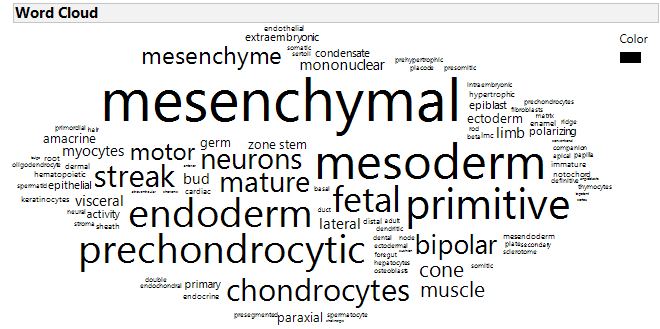 Word Cloud
Color
endothelial
extraembryonic
somatic
mesenchyme
sertoli
condensate
mononuclear
prehypertrophic
placode
presomitic
mesenchymal
intraembryonic
hypertrophic
epiblast
prechondrocytes
fibroblasts
ectoderm
matrix
enamel
ridge
primordial
hair
amacrine
germ
zone
stem
rod
beta
lmc
limb
polarizing
companion
myocytes
motor
neurons
mesoderm
apical
papilla
immature
root
oligodendrocyte
dermal
hematopoietic
streak
bud
mature
basal
notochord
definitive
thymocytes
spermatid
epithelial
cardiac
fetal
primitive
keratinocytes
visceral
endoderm
duct
neural
activity
lateral
distal
adult
dendritic
stroma
sheath
dental
node
ectodermal
bipolar
mesendoderm
plate
secondary
sclerotome
prechondrocytic
foregut
hepatocytes
osteoblasts
cone
somitic
double
endochondral
primary
endocrine
chondrocytes
muscle
presegmented
paraxial
spermatocyte